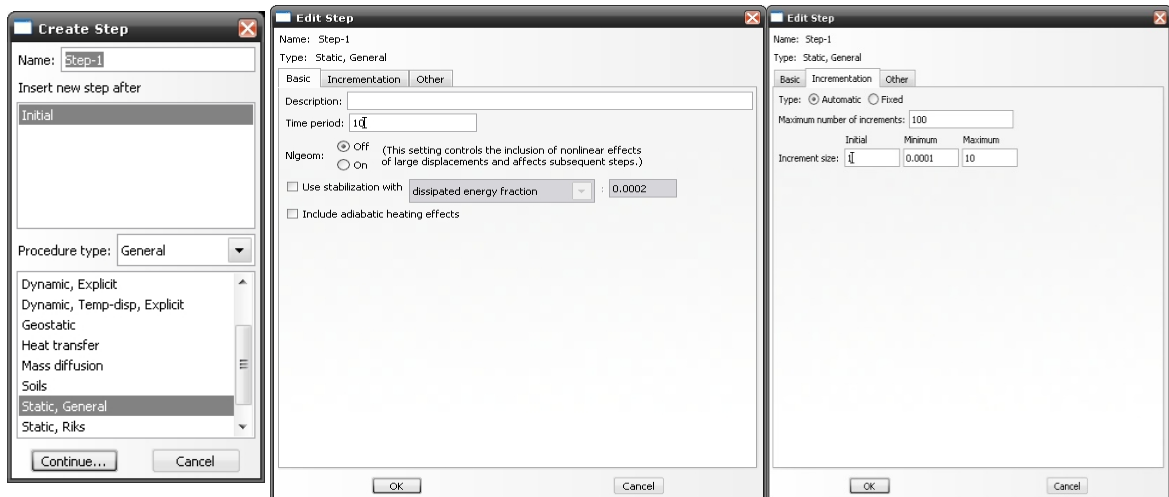 Create Step
Name: Step-1
Insert new step after
Initial
Procedure type: General
Dynamic, Explicit
Dynamic, Temp-disp, Explicit
Geostatic
Heat transfer
Mass diffusion
Soils
Static, General
Static, Riks
Continue... Cancel
Edit Step
Name: Step-1
Type: Static, General
Basic Incrementation Other
Description:
Time period: 10
Nlgeom: Off
On
(This setting controls the inclusion of nonlinear effects
of large displacements and affects subsequent steps.)
Use stabilization with dissipated energy fraction : 0.0002
Include adiabatic heating effects
OK Cancel
Edit Step
Name: Step-1
Type: Static, General
Basic Incrementation Other
Type: Automatic Fixed
Maximum number of increments: 100
Initial Minimum Maximum
Increment size: 1 0.0001 10
OK Cancel